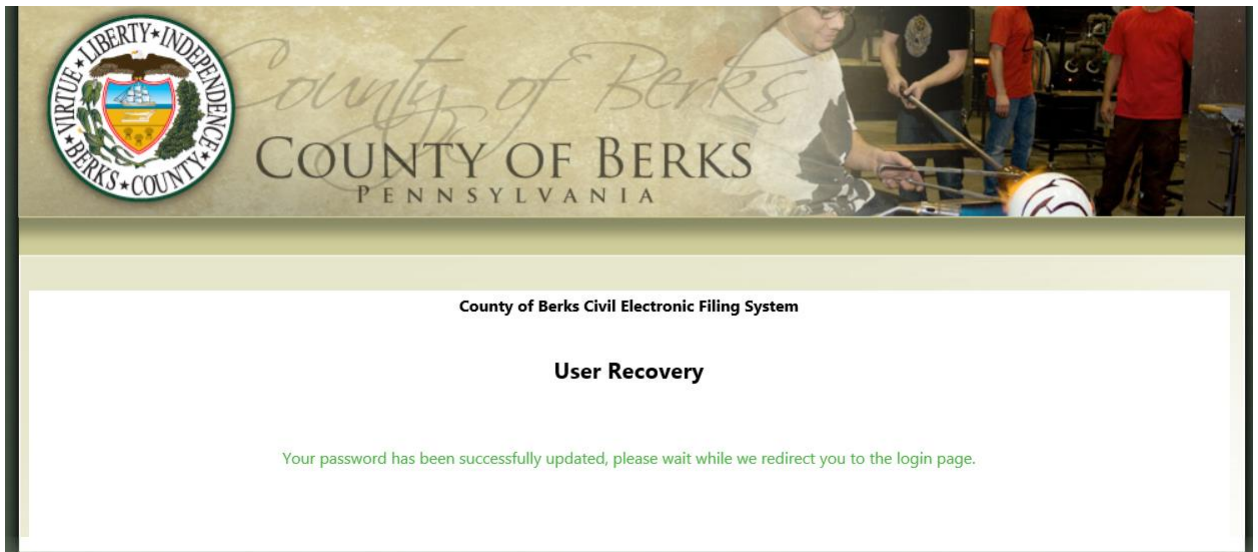 VIRTUE★LIBERTY★INDEPENDENCE★BERKS★COUNTY★
County of Berks
COUNTY OF BERKS
PENNSYLVANIA
County of Berks Civil Electronic Filing System
User Recovery
Your password has been successfully updated, please wait while we redirect you to the login page.